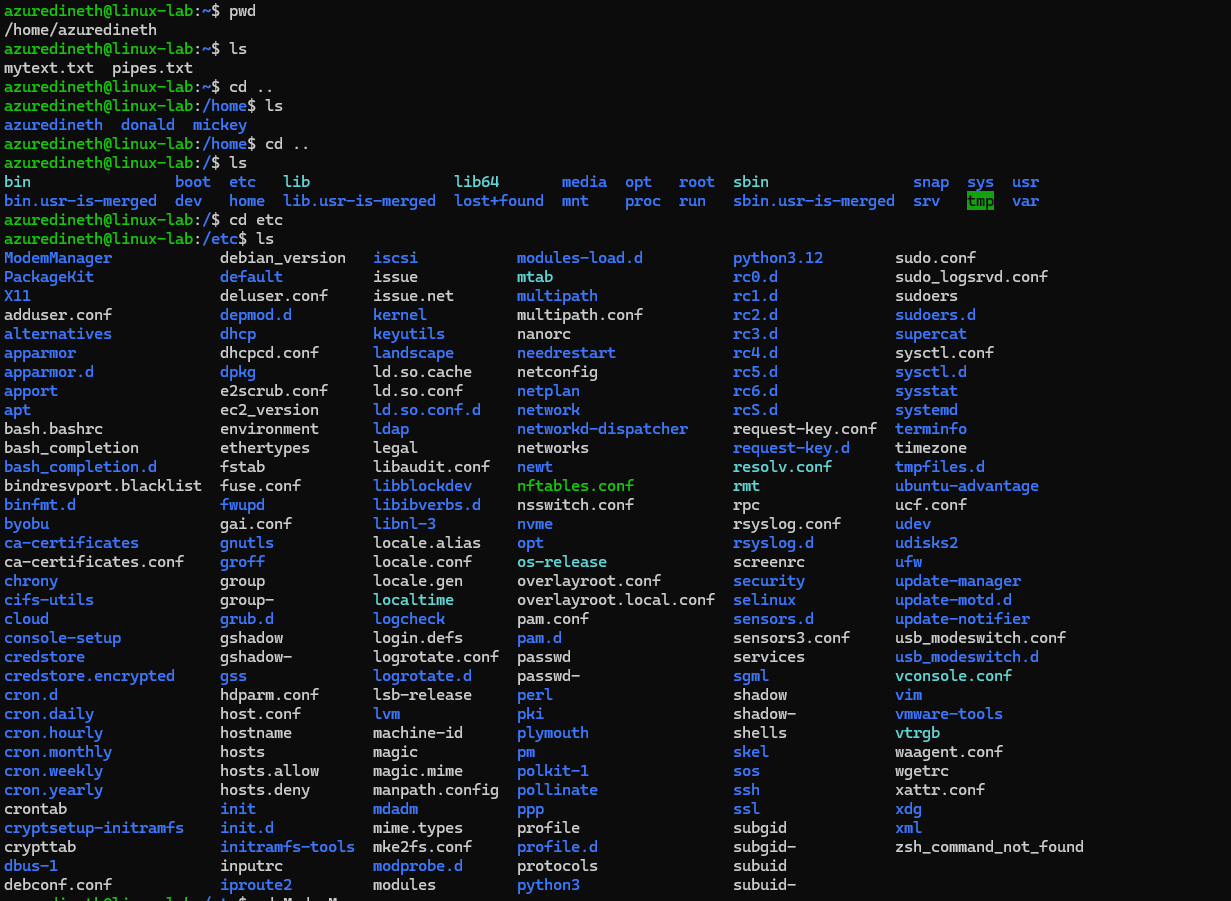 azuredineth@linux-lab:~$ pwd
/home/azuredineth
azuredineth@linux-lab:~$ ls
mytext.txt  pipes.txt
azuredineth@linux-lab:~$ cd ..
azuredineth@linux-lab:/home$ ls
azuredineth  donald  mickey
azuredineth@linux-lab:/home$ cd ..
azuredineth@linux-lab:/$ ls
bin                boot  etc   lib                lib64       media  opt   root  sbin                snap  sys  usr
bin.usr-is-merged  dev   home  lib.usr-is-merged  lost+found  mnt    proc  run   sbin.usr-is-merged  srv   tmp  var
azuredineth@linux-lab:/$ cd etc
azuredineth@linux-lab:/etc$ ls
ModemManager            debian_version   iscsi           modules-load.d          python3.12        sudo.conf
PackageKit              default          issue           mtab                    rc0.d             sudo_logsrvd.conf
X11                     deluser.conf     issue.net       multipath               rc1.d             sudoers
adduser.conf            depmod.d         kernel          multipath.conf          rc2.d             sudoers.d
alternatives            dhcp             keyutils        nanorc                  rc3.d             supercat
apparmor                dhcpcd.conf      landscape       needrestart             rc4.d             sysctl.conf
apparmor.d              dpkg             ld.so.cache     netconfig               rc5.d             sysctl.d
apport                  e2scrub.conf     ld.so.conf      netplan                 rc6.d             sysstat
apt                     ec2_version      ld.so.conf.d    network                 rcS.d             systemd
bash.bashrc             environment      ldap            networkd-dispatcher     request-key.conf  terminfo
bash_completion         ethertypes       legal           networks                request-key.d     timezone
bash_completion.d       fstab            libaudit.conf   newt                    resolv.conf       tmpfiles.d
bindresvport.blacklist  fuse.conf        libblockdev     nftables.conf           rmt               ubuntu-advantage
binfmt.d                fwupd            libibverbs.d    nsswitch.conf           rpc               ucf.conf
byobu                   gai.conf         libnl-3         nvme                    rsyslog.conf      udev
ca-certificates         gnutls           locale.alias    opt                     rsyslog.d         udisks2
ca-certificates.conf    groff            locale.conf     os-release              screenrc          ufw
chrony                  group            locale.gen      overlayroot.conf        security          update-manager
cifs-utils              group-           localtime       overlayroot.local.conf  selinux           update-motd.d
cloud                   grub.d           logcheck        pam.conf                sensors.d         update-notifier
console-setup           gshadow          login.defs      pam.d                   sensors3.conf     usb_modeswitch.conf
credstore               gshadow-         logrotate.conf  passwd                  services          usb_modeswitch.d
credstore.encrypted     gss              logrotate.d     passwd-                 sgml              vconsole.conf
cron.d                  hdparm.conf      lsb-release     perl                    shadow            vim
cron.daily              host.conf        lvm             pki                     shadow-           vmware-tools
cron.hourly             hostname         machine-id      plymouth                shells            vtrgb
cron.monthly            hosts            magic           pm                      skel              waagent.conf
cron.weekly             hosts.allow      magic.mime      polkit-1                sos               wgetrc
cron.yearly             hosts.deny       manpath.config  pollinate               ssh               xattr.conf
crontab                 init             mdadm           ppp                     ssl               xdg
cryptsetup-initramfs    init.d           mime.types      profile                 subgid            xml
crypttab                initramfs-tools  mke2fs.conf     profile.d               subgid-           zsh_command_not_found
dbus-1                  inputrc          modprobe.d      protocols               subuid
debconf.conf            iproute2         modules         python3                 subuid-